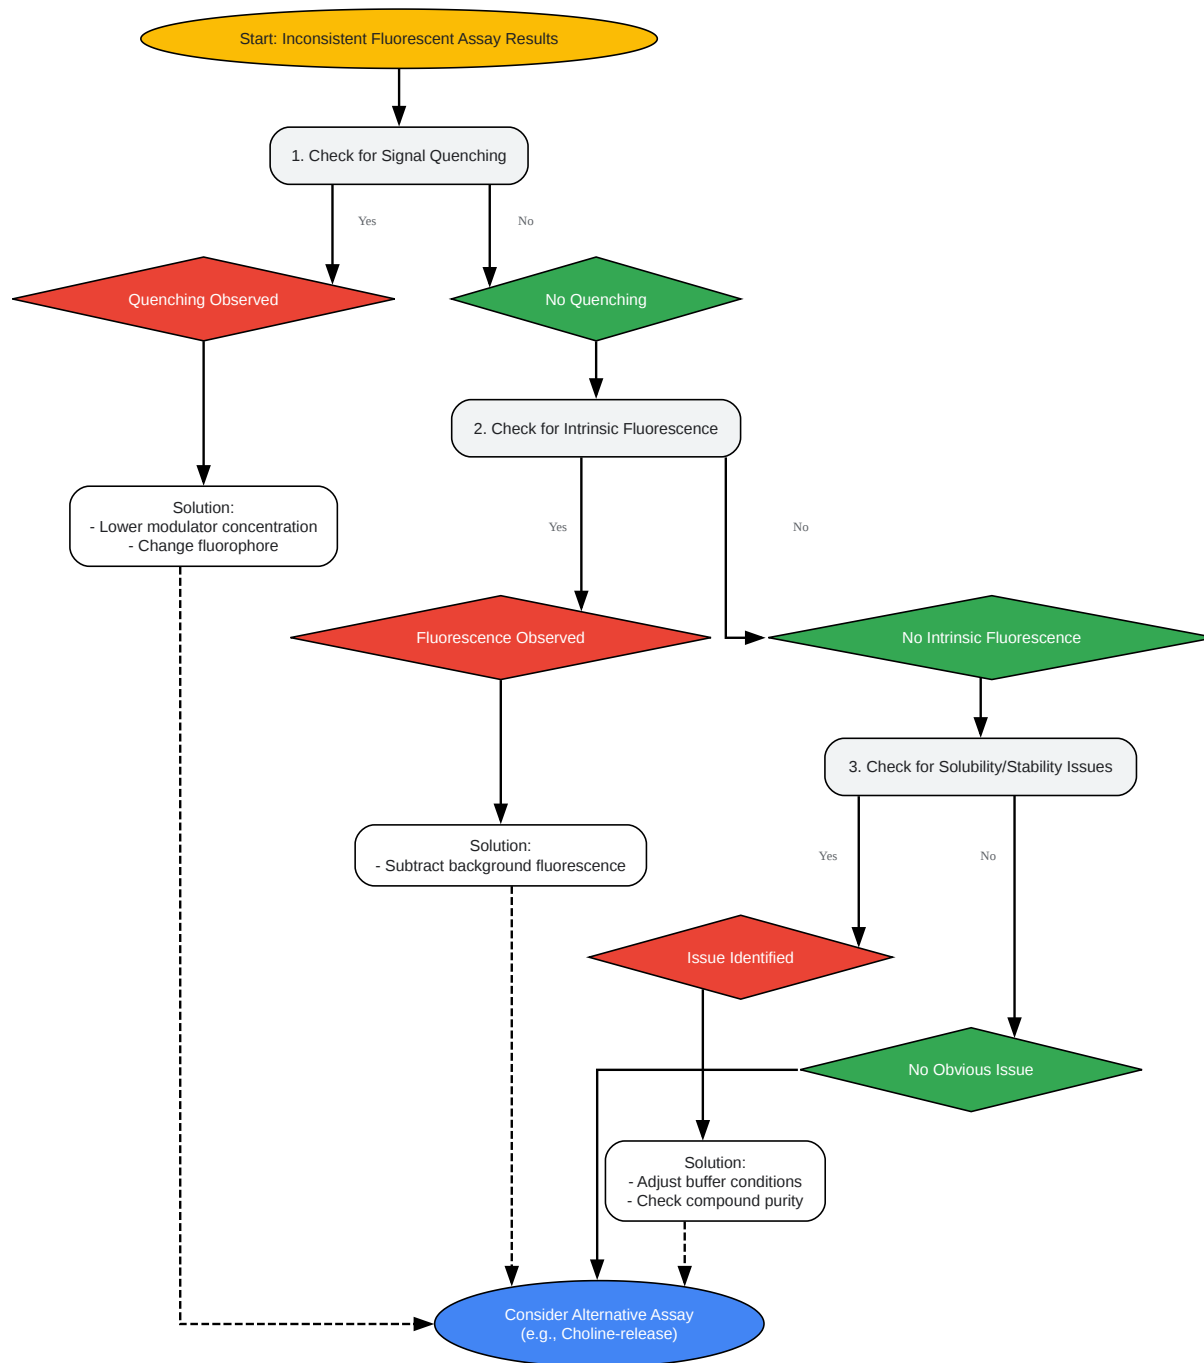 Start: Inconsistent Fluorescent Assay Results
1. Check for Signal Quenching
Yes
No
Quenching Observed
No Quenching
2. Check for Intrinsic Fluorescence
Solution:
- Lower modulator concentration
- Change fluorophore
Yes
No
Fluorescence Observed
No Intrinsic Fluorescence
3. Check for Solubility/Stability Issues
Solution:
- Subtract background fluorescence
Yes
No
Issue Identified
No Obvious Issue
Solution:
- Adjust buffer conditions
- Check compound purity
Consider Alternative Assay
(e.g., Choline-release)